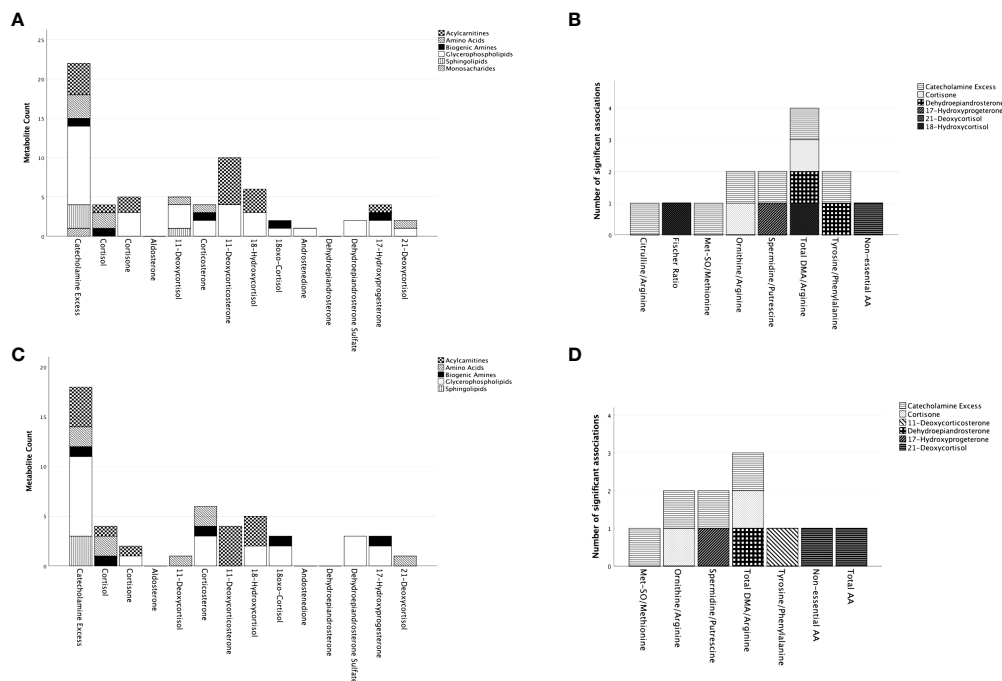 A
Metabolite Count
25
20
15
10
5
0
Acylcarnitines
Amino Acids
Biogenic Amines
Glycerophospholipids
Sphingolipids
Monosacharides
Catecholamine Excess
Cortisol
Cortisone
Aldosterone
11-Deoxycortisol
Corticosterone
11-Deoxycorticosterone
18-Hydroxycortisol
18oxo-Cortisol
Androstenedione
Dehydroepiandrosterone
Dehydroepiandrosterone Sulfate
17-Hydroxyprogesterone
21-Deoxycortisol
B
Number of significant associations
4
3
2
1
0
Catecholamine Excess
Cortisone
Dehydroepiandrosterone
17-Hydroxyprogeterone
21-Deoxycortisol
18-Hydroxycortisol
Citrulline/Arginine
Fischer Ratio
Met-SO/Methionine
Ornithine/Arginine
Spermidine/Putrescine
Total DMA/Arginine
Tyrosine/Phenylalanine
Non-essential AA
C
Metabolite Count
20
15
10
5
0
Acylcarnitines
Amino Acids
Biogenic Amines
Glycerophospholipids
Sphingolipids
Catecholamine Excess
Cortisol
Cortisone
Aldosterone
11-Deoxycortisol
Corticosterone
11-Deoxycorticosterone
18-Hydroxycortisol
18oxo-Cortisol
Andostenedione
Dehydroepiandrosterone
Dehydroepiandrosterone Sulfate
17-Hydroxyprogesterone
21-Deoxycortisol
D
Number of significant associations
4
3
2
1
0
Catecholamine Excess
Cortisone
11-Deoxycorticosterone
Dehydroepiandrosterone
17-Hydroxyprogeterone
21-Deoxycortisol
Met-SO/Methionine
Ornithine/Arginine
Spermidine/Putrescine
Total DMA/Arginine
Tyrosine/Phenylalanine
Non-essential AA
Total AA